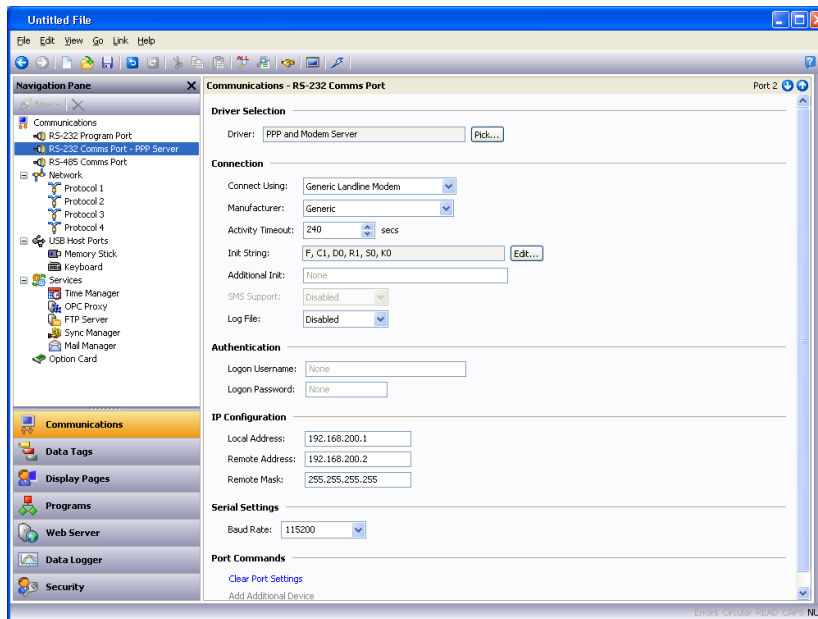 Untitled File
File Edit View Go Link Help
Navigation Pane
New
Communications
RS-232 Program Port
RS-232 Comms Port - PPP Server
RS-485 Comms Port
Network
Protocol 1
Protocol 2
Protocol 3
Protocol 4
USB Host Ports
Memory Stick
Keyboard
Services
Time Manager
OPC Proxy
FTP Server
Sync Manager
Mail Manager
Option Card
Communications
Data Tags
Display Pages
Programs
Web Server
Data Logger
Security
Communications - RS-232 Comms Port Port 2
Driver Selection
Driver: PPP and Modem Server Pick...
Connection
Connect Using: Generic Landline Modem
Manufacturer: Generic
Activity Timeout: 240 secs
Init String: F, C1, D0, R1, S0, K0 Edit...
Additional Init: None
SMS Support: Disabled
Log File: Disabled
Authentication
Logon Username: None
Logon Password: None
IP Configuration
Local Address: 192.168.200.1
Remote Address: 192.168.200.2
Remote Mask: 255.255.255.255
Serial Settings
Baud Rate: 115200
Port Commands
Clear Port Settings
Add Additional Device
Errors Circular READ CAPS NU